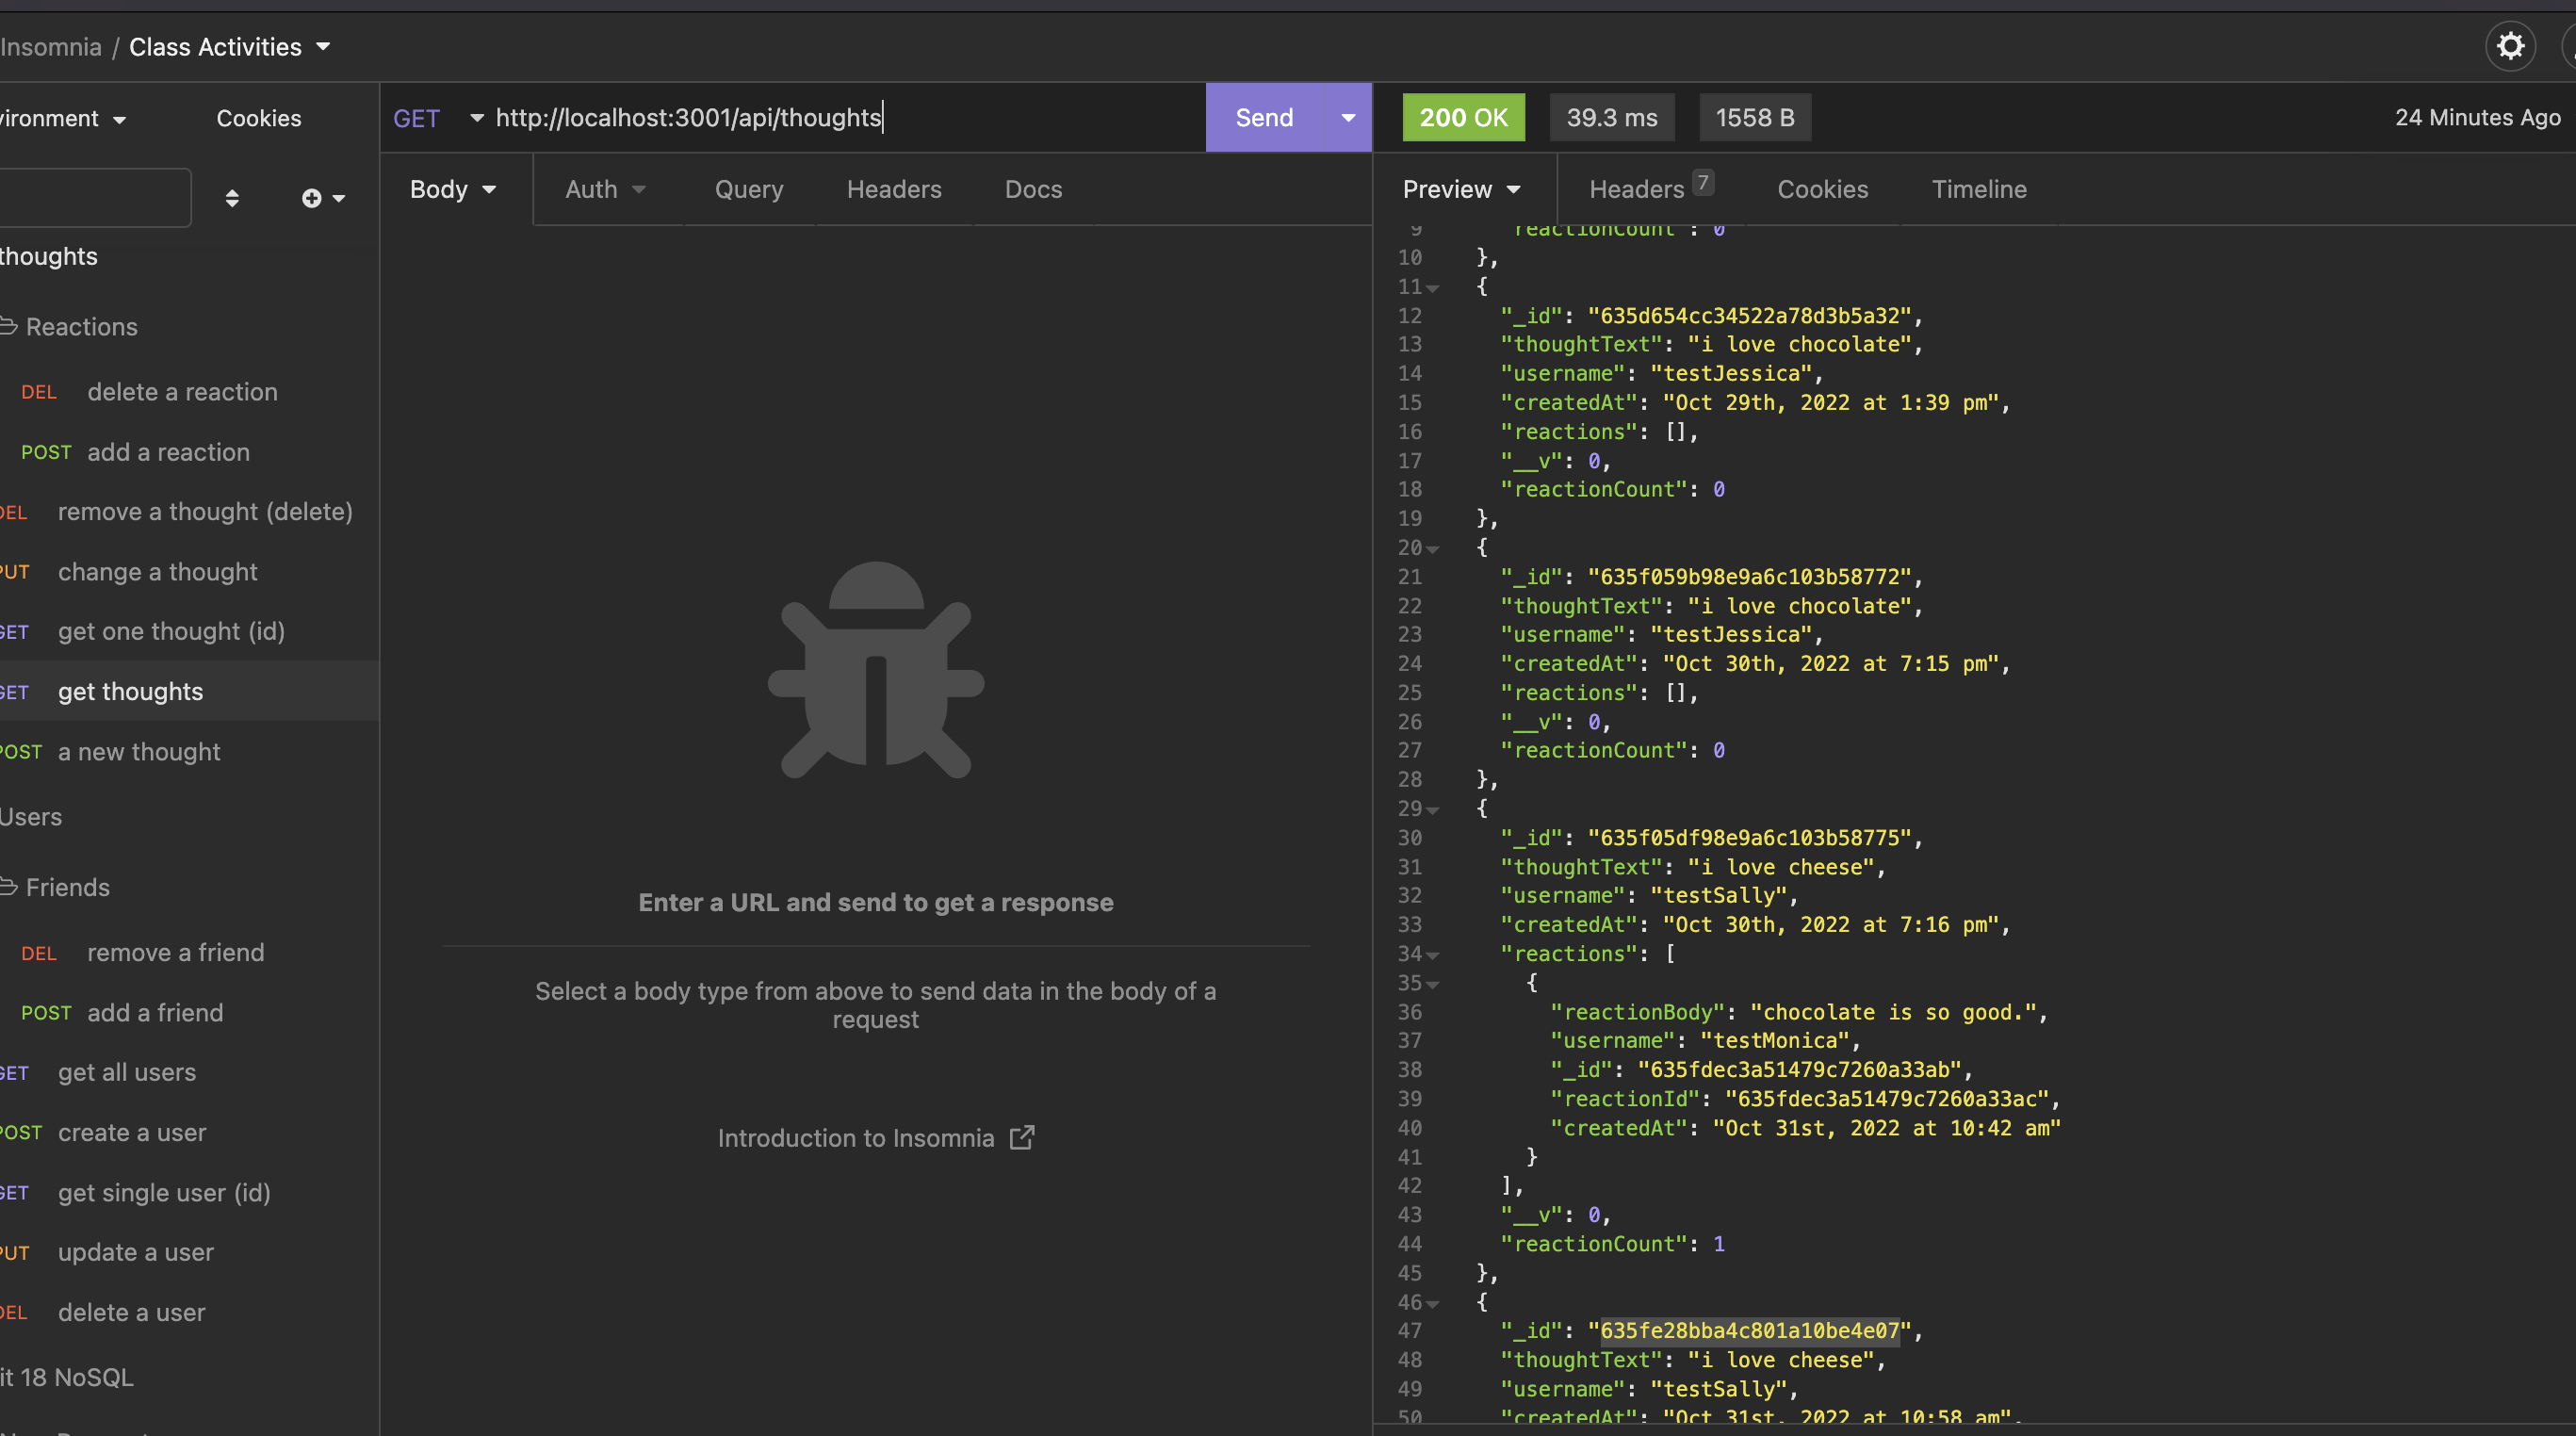 Insomnia / Class Activities
vironment Cookies
thoughts
Reactions
DEL delete a reaction
POST add a reaction
DEL remove a thought (delete)
PUT change a thought
GET get one thought (id)
GET get thoughts
POST a new thought
Users
Friends
DEL remove a friend
POST add a friend
GET get all users
POST create a user
GET get single user (id)
PUT update a user
DEL delete a user
it 18 NoSQL
GET http://localhost:3001/api/thoughts Send
Body Auth Query Headers Docs
Enter a URL and send to get a response
Select a body type from above to send data in the body of a
request
Introduction to Insomnia
200 OK 39.3 ms 1558 B 24 Minutes Ago
Preview Headers 7 Cookies Timeline
9 "reactionCount": 0
10 },
11 {
12 "_id": "635d654cc34522a78d3b5a32",
13 "thoughtText": "i love chocolate",
14 "username": "testJessica",
15 "createdAt": "Oct 29th, 2022 at 1:39 pm",
16 "reactions": [],
17 "__v": 0,
18 "reactionCount": 0
19 },
20 {
21 "_id": "635f059b98e9a6c103b58772",
22 "thoughtText": "i love chocolate",
23 "username": "testJessica",
24 "createdAt": "Oct 30th, 2022 at 7:15 pm",
25 "reactions": [],
26 "__v": 0,
27 "reactionCount": 0
28 },
29 {
30 "_id": "635f05df98e9a6c103b58775",
31 "thoughtText": "i love cheese",
32 "username": "testSally",
33 "createdAt": "Oct 30th, 2022 at 7:16 pm",
34 "reactions": [
35 {
36 "reactionBody": "chocolate is so good.",
37 "username": "testMonica",
38 "_id": "635fdec3a51479c7260a33ab",
39 "reactionId": "635fdec3a51479c7260a33ac",
40 "createdAt": "Oct 31st, 2022 at 10:42 am"
41 }
42 ],
43 "__v": 0,
44 "reactionCount": 1
45 },
46 {
47 "_id": "635fe28bba4c801a10be4e07",
48 "thoughtText": "i love cheese",
49 "username": "testSally",
50 "createdAt": "Oct 31st, 2022 at 10:58 am",